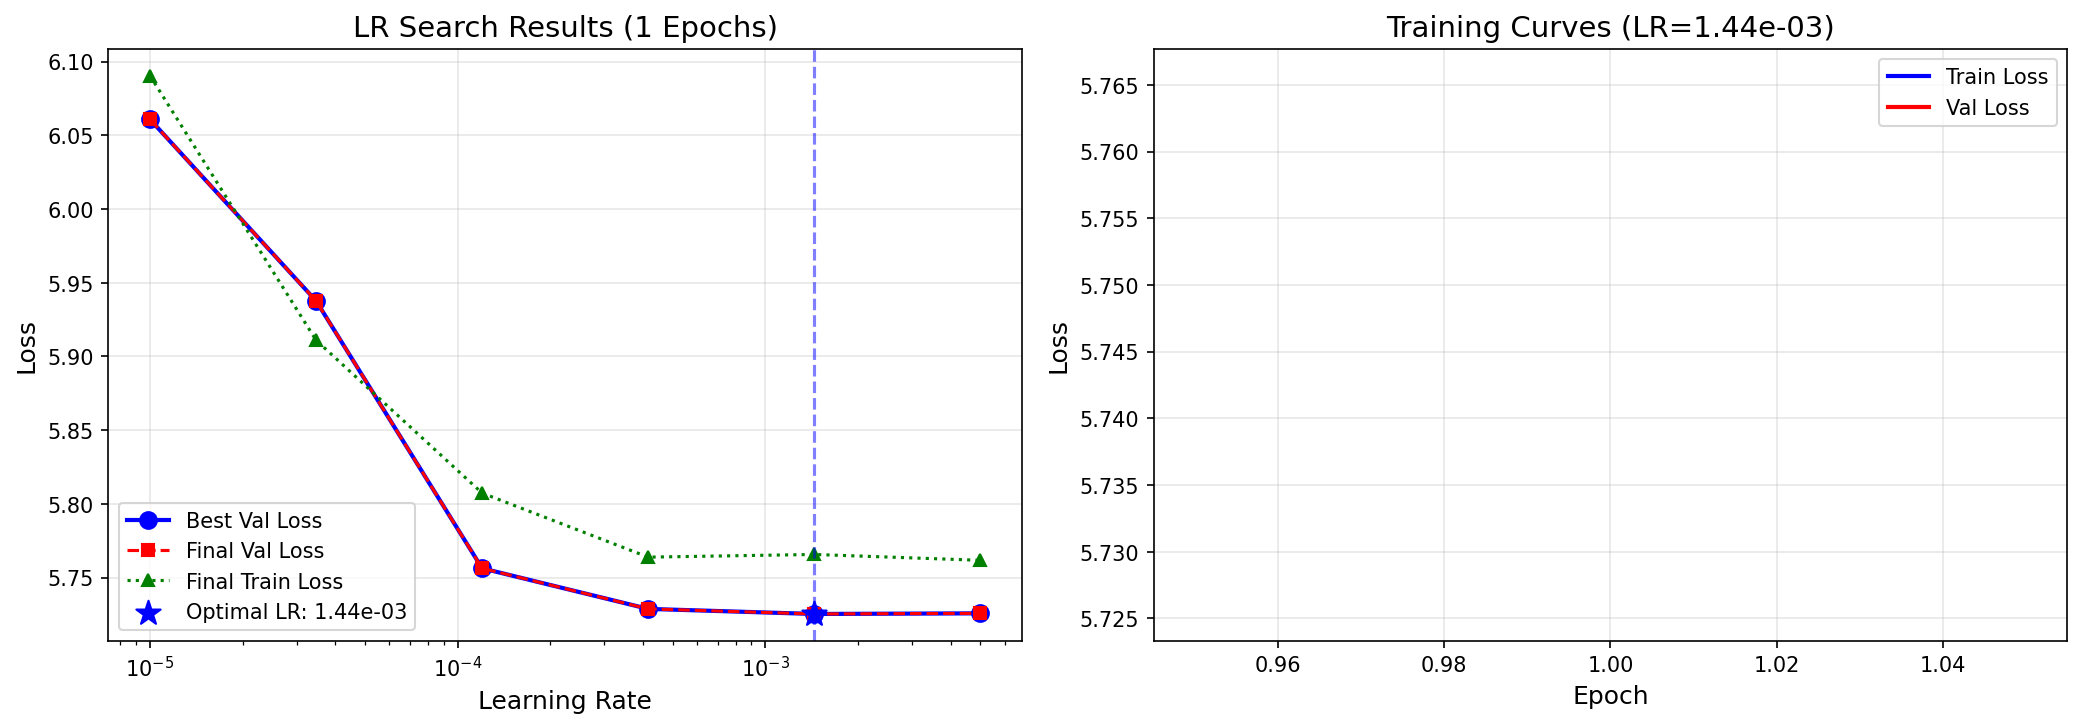 LR Search Results (1 Epochs)
6.10
6.05
6.00
5.95
5.90
5.85
5.80
5.75
Loss
Best Val Loss
Final Val Loss
Final Train Loss
Optimal LR: 1.44e-03
10⁻⁵ 10⁻⁴ 10⁻³
Learning Rate
Training Curves (LR=1.44e-03)
5.765
5.760
5.755
5.750
5.745
5.740
5.735
5.730
5.725
Loss
Train Loss
Val Loss
0.96 0.98 1.00 1.02 1.04
Epoch